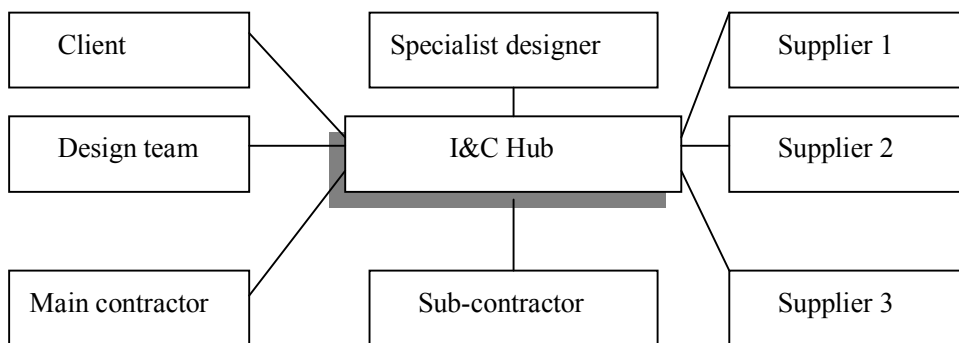 Client
Specialist designer
Supplier 1
Design team
I&C Hub
Supplier 2
Main contractor
Sub-contractor
Supplier 3